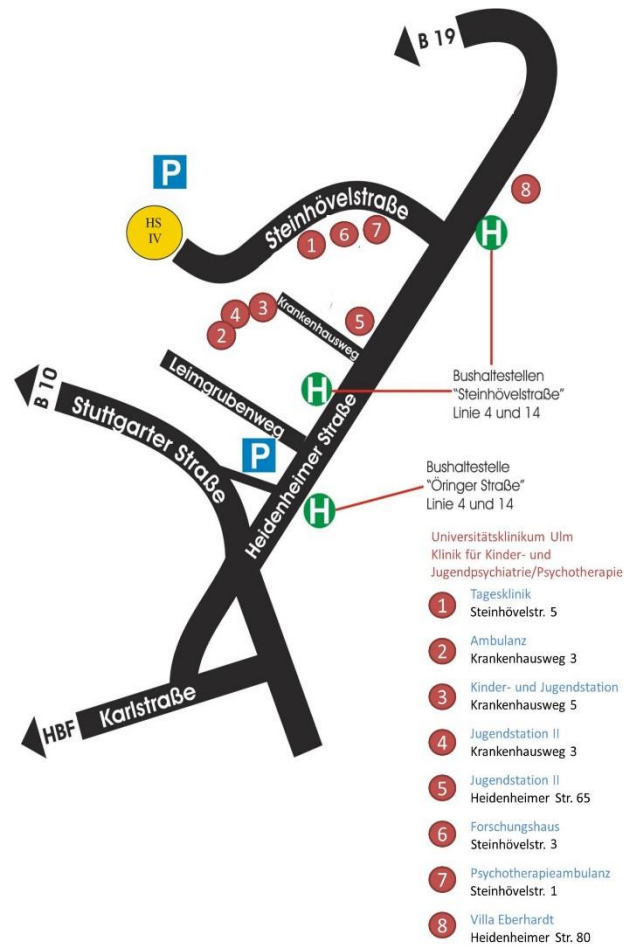 B 19
P
HS
IV
Steinhövelstraße
8
7
6
1
H
3
4
2
Krankenhausweg
5
Leimgrubenweg
H
B 10
Stuttgarter Straße
P
Heidenheimer Straße
H
HBF
Karlstraße
Bushaltestellen
"Steinhövelstraße"
Linie 4 und 14
Bushaltestelle
"Öringer Straße"
Linie 4 und 14
Universitätsklinikum Ulm
Klinik für Kinder- und
Jugendpsychiatrie/Psychotherapie
1 Tagesklinik
Steinhövelstr. 5
2 Ambulanz
Krankenhausweg 3
3 Kinder- und Jugendstation
Krankenhausweg 5
4 Jugendstation II
Krankenhausweg 3
5 Jugendstation II
Heidenheimer Str. 65
6 Forschungshaus
Steinhövelstr. 3
7 Psychotherapieambulanz
Steinhövelstr. 1
8 Villa Eberhardt
Heidenheimer Str. 80